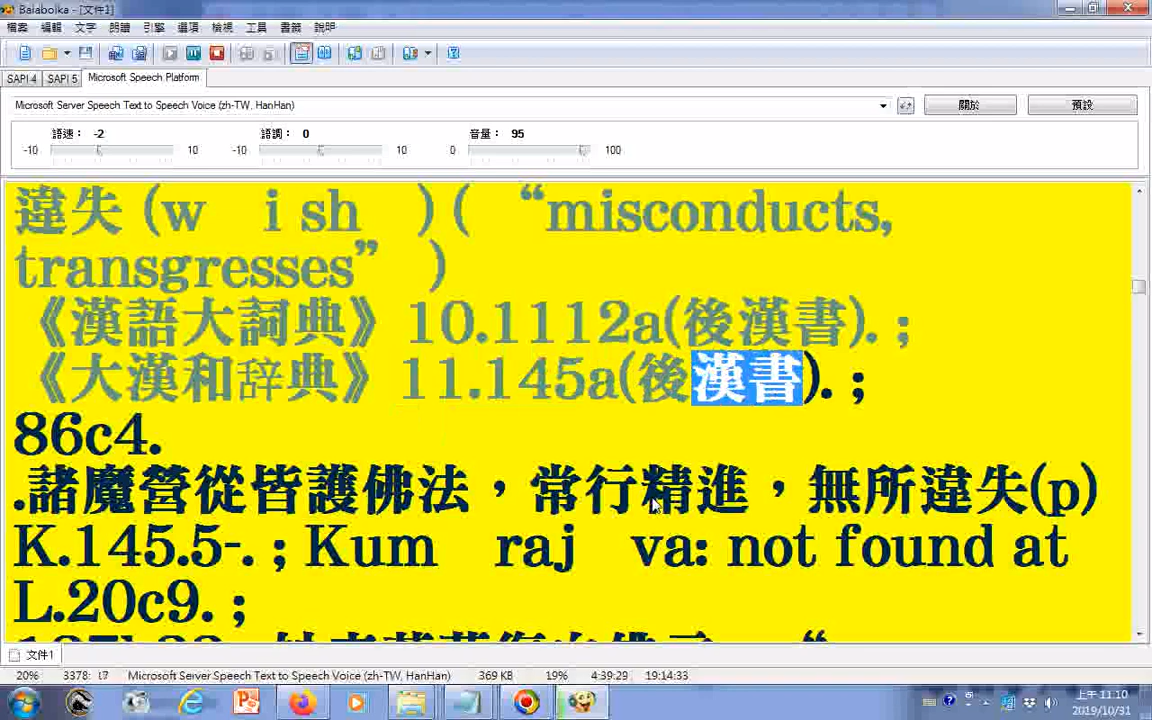 Balabolka - [文件1]
檔案 編輯 文字 朗讀 引擎 選項 檢視 工具 書籤 說明
SAPI 4 SAPI 5 Microsoft Speech Platform
Microsoft Server Speech Text to Speech Voice (zh-TW, HanHan) 關於 預設
語速： -2 語調： 0 音量： 95
-10 10 -10 10 0 100
違失 (w i sh ) ( “misconducts,
transgresses” )
《漢語大詞典》 10.1112a(後漢書). ;
《大漢和辞典》 11.145a(後漢書). ;
86c4.
.諸魔營從皆護佛法，常行精進，無所違失(p)
K.145.5-. ; Kum raj va: not found at
L.20c9. ;
文件1
20% 3378: 17 Microsoft Server Speech Text to Speech Voice (zh-TW, HanHan) 369 KB 19% 4:39:29 19:14:33
上午 11:10
2019/10/31